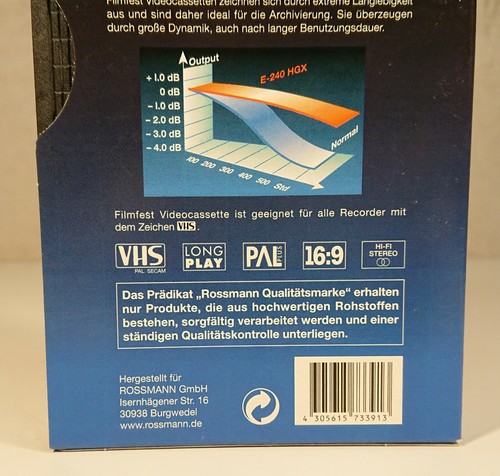 Filmfest Videocassetten zeichnen sich durch extreme Langlebigkeit
aus und sind daher ideal für die Archivierung. Sie überzeugen
durch große Dynamik, auch nach langer Benutzungsdauer.
Output
+ 1.0 dB
0 dB
– 1.0 dB
– 2.0 dB
– 3.0 dB
– 4.0 dB
E-240 HGX
Normal
100 200 300 400 500 Std
Filmfest Videocassette ist geeignet für alle Recorder mit
dem Zeichen VHS.
VHS
PAL SECAM
LONG
PLAY
PAL PLUS
16:9
HI-FI
STEREO
Das Prädikat „Rossmann Qualitätsmarke“ erhalten
nur Produkte, die aus hochwertigen Rohstoffen
bestehen, sorgfältig verarbeitet werden und einer
ständigen Qualitätskontrolle unterliegen.
Hergestellt für
ROSSMANN GmbH
Isernhägener Str. 16
30938 Burgwedel
www.rossmann.de
4 305615 733913